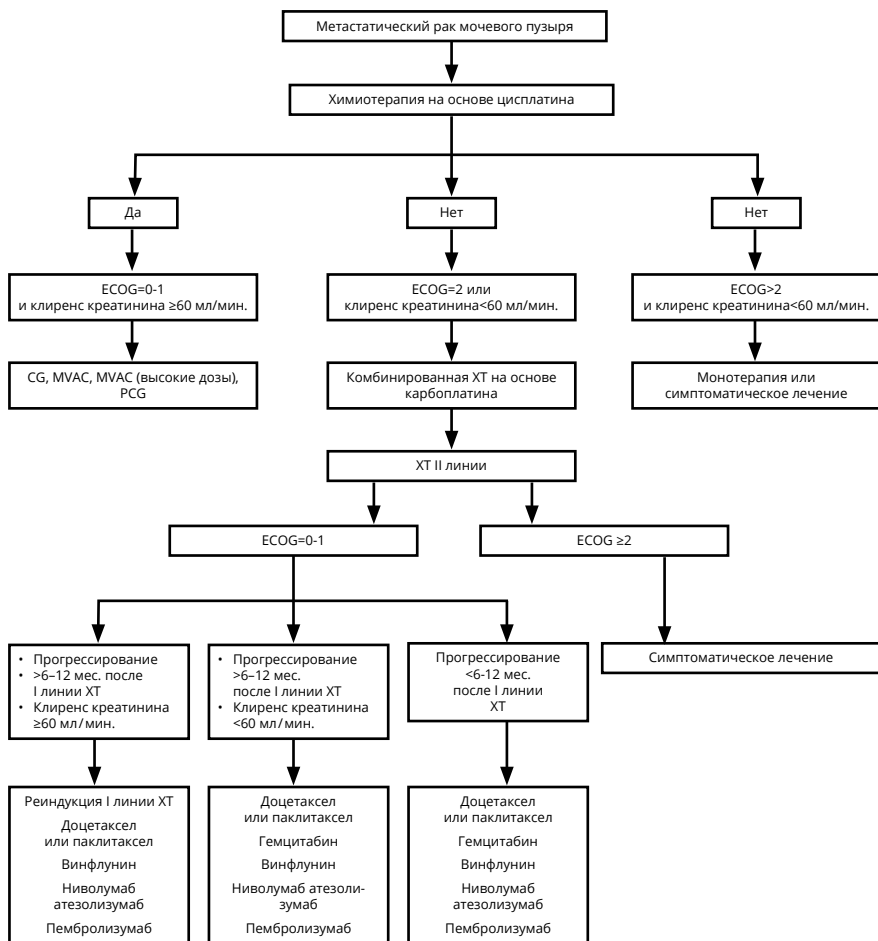 Метастатический рак мочевого пузыря
Химиотерапия на основе цисплатина
Да
Нет
Нет
ECOG=0-1
и клиренс креатинина ≥60 мл/мин.
ECOG=2 или
клиренс креатинина<60 мл/мин.
ECOG>2
и клиренс креатинина<60 мл/мин.
CG, MVAC, MVAC (высокие дозы),
PCG
Комбинированная ХТ на основе
карбоплатина
Монотерапия или
симптоматическое лечение
ХТ II линии
ECOG=0-1
ECOG ≥2
• Прогрессирование
• >6–12 мес. после
I линии ХТ
• Клиренс креатинина
≥60 мл/мин.
• Прогрессирование
>6–12 мес.
после I линии ХТ
• Клиренс креатинина
<60 мл/мин.
Прогрессирование
<6-12 мес.
после I линии
ХТ
Симптоматическое лечение
Реиндукция I линии ХТ
Доцетаксел
или паклитаксел
Винфлунин
Ниволумаб
атезолизумаб
Пембролизумаб
Доцетаксел
или паклитаксел
Гемцитабин
Винфлунин
Ниволумаб атезоли-
зумаб
Пембролизумаб
Доцетаксел
или паклитаксел
Гемцитабин
Винфлунин
Ниволумаб
атезолизумаб
Пембролизумаб